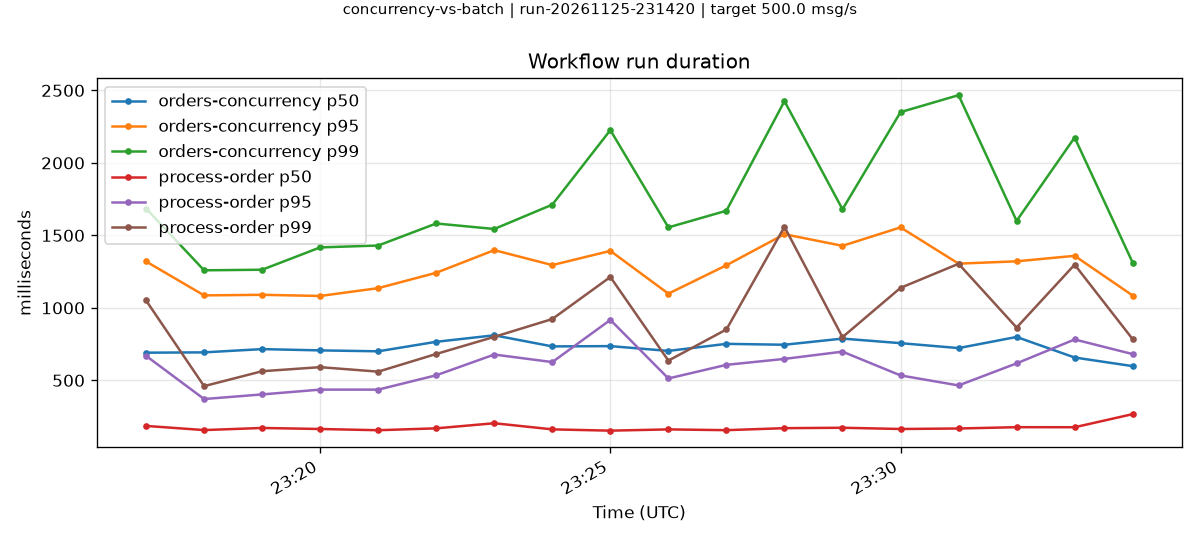 concurrency-vs-batch | run-20261125-231420 | target 500.0 msg/s
Workflow run duration
2500
2000
1500
1000
500
milliseconds
orders-concurrency p50
orders-concurrency p95
orders-concurrency p99
process-order p50
process-order p95
process-order p99
23:20
23:25
23:30
Time (UTC)